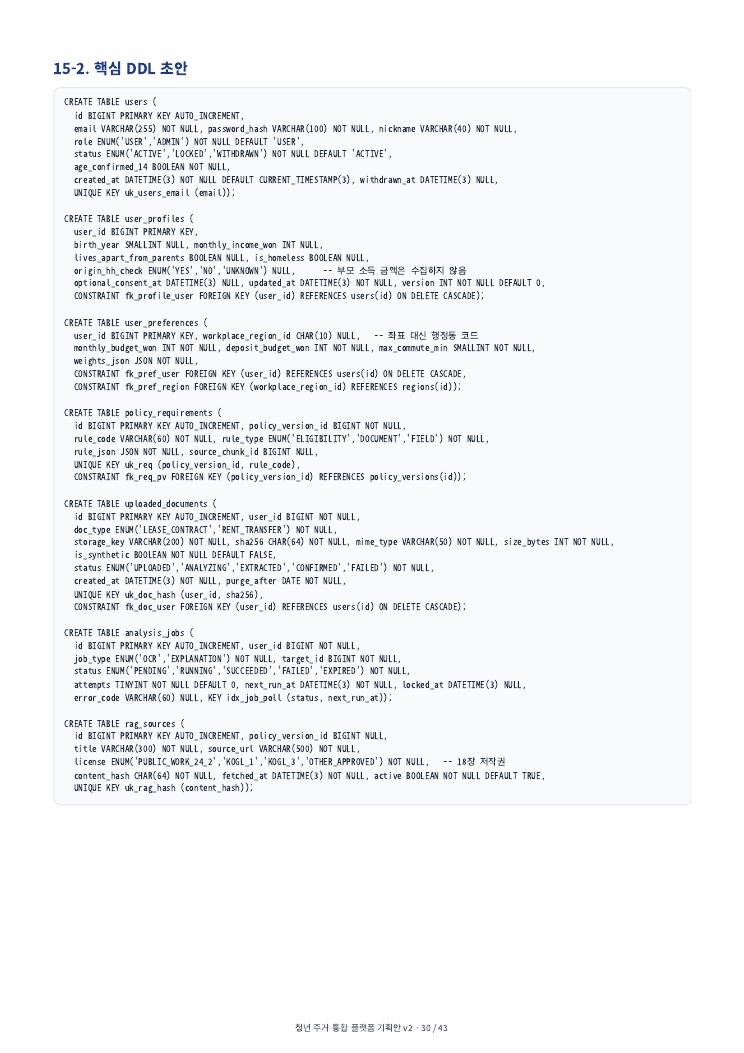 15-2. 핵심 DDL 초안
CREATE TABLE users (
id BIGINT PRIMARY KEY AUTO_INCREMENT,
email VARCHAR(255) NOT NULL, password_hash VARCHAR(100) NOT NULL, nickname VARCHAR(40) NOT NULL,
role ENUM('USER','ADMIN') NOT NULL DEFAULT 'USER',
status ENUM('ACTIVE','LOCKED','WITHDRAWN') NOT NULL DEFAULT 'ACTIVE',
age_confirmed_14 BOOLEAN NOT NULL,
created_at DATETIME(3) NOT NULL DEFAULT CURRENT_TIMESTAMP(3), withdrawn_at DATETIME(3) NULL,
UNIQUE KEY uk_users_email (email));
CREATE TABLE user_profiles (
user_id BIGINT PRIMARY KEY,
birth_year SMALLINT NULL, monthly_income_won INT NULL,
lives_apart_from_parents BOOLEAN NULL, is_homeless BOOLEAN NULL,
origin_hh_check ENUM('YES','NO','UNKNOWN') NULL, -- 부모 소득 금액은 수집하지 않음
optional_consent_at DATETIME(3) NULL, updated_at DATETIME(3) NOT NULL, version INT NOT NULL DEFAULT 0,
CONSTRAINT fk_profile_user FOREIGN KEY (user_id) REFERENCES users(id) ON DELETE CASCADE);
CREATE TABLE user_preferences (
user_id BIGINT PRIMARY KEY, workplace_region_id CHAR(10) NULL, -- 좌표 대신 행정동 코드
monthly_budget_won INT NOT NULL, deposit_budget_won INT NOT NULL, max_commute_min SMALLINT NOT NULL,
weights_json JSON NOT NULL,
CONSTRAINT fk_pref_user FOREIGN KEY (user_id) REFERENCES users(id) ON DELETE CASCADE,
CONSTRAINT fk_pref_region FOREIGN KEY (workplace_region_id) REFERENCES regions(id));
CREATE TABLE policy_requirements (
id BIGINT PRIMARY KEY AUTO_INCREMENT, policy_version_id BIGINT NOT NULL,
rule_code VARCHAR(60) NOT NULL, rule_type ENUM('ELIGIBILITY','DOCUMENT','FIELD') NOT NULL,
rule_json JSON NOT NULL, source_chunk_id BIGINT NULL,
UNIQUE KEY uk_req (policy_version_id, rule_code),
CONSTRAINT fk_req_pv FOREIGN KEY (policy_version_id) REFERENCES policy_versions(id));
CREATE TABLE uploaded_documents (
id BIGINT PRIMARY KEY AUTO_INCREMENT, user_id BIGINT NOT NULL,
doc_type ENUM('LEASE_CONTRACT','RENT_TRANSFER') NOT NULL,
storage_key VARCHAR(200) NOT NULL, sha256 CHAR(64) NOT NULL, mime_type VARCHAR(50) NOT NULL, size_bytes INT NOT NULL,
is_synthetic BOOLEAN NOT NULL DEFAULT FALSE,
status ENUM('UPLOADED','ANALYZING','EXTRACTED','CONFIRMED','FAILED') NOT NULL,
created_at DATETIME(3) NOT NULL, purge_after DATE NOT NULL,
UNIQUE KEY uk_doc_hash (user_id, sha256),
CONSTRAINT fk_doc_user FOREIGN KEY (user_id) REFERENCES users(id) ON DELETE CASCADE);
CREATE TABLE analysis_jobs (
id BIGINT PRIMARY KEY AUTO_INCREMENT, user_id BIGINT NOT NULL,
job_type ENUM('OCR','EXPLANATION') NOT NULL, target_id BIGINT NOT NULL,
status ENUM('PENDING','RUNNING','SUCCEEDED','FAILED','EXPIRED') NOT NULL,
attempts TINYINT NOT NULL DEFAULT 0, next_run_at DATETIME(3) NOT NULL, locked_at DATETIME(3) NULL,
error_code VARCHAR(60) NULL, KEY idx_job_poll (status, next_run_at));
CREATE TABLE rag_sources (
id BIGINT PRIMARY KEY AUTO_INCREMENT, policy_version_id BIGINT NULL,
title VARCHAR(300) NOT NULL, source_url VARCHAR(500) NOT NULL,
license ENUM('PUBLIC_WORK_24_2','KOGL_1','KOGL_3','OTHER_APPROVED') NOT NULL, -- 18장 저작권
content_hash CHAR(64) NOT NULL, fetched_at DATETIME(3) NOT NULL, active BOOLEAN NOT NULL DEFAULT TRUE,
UNIQUE KEY uk_rag_hash (content_hash));
청년 주거 통합 플랫폼 기획안 v2 · 30 / 43